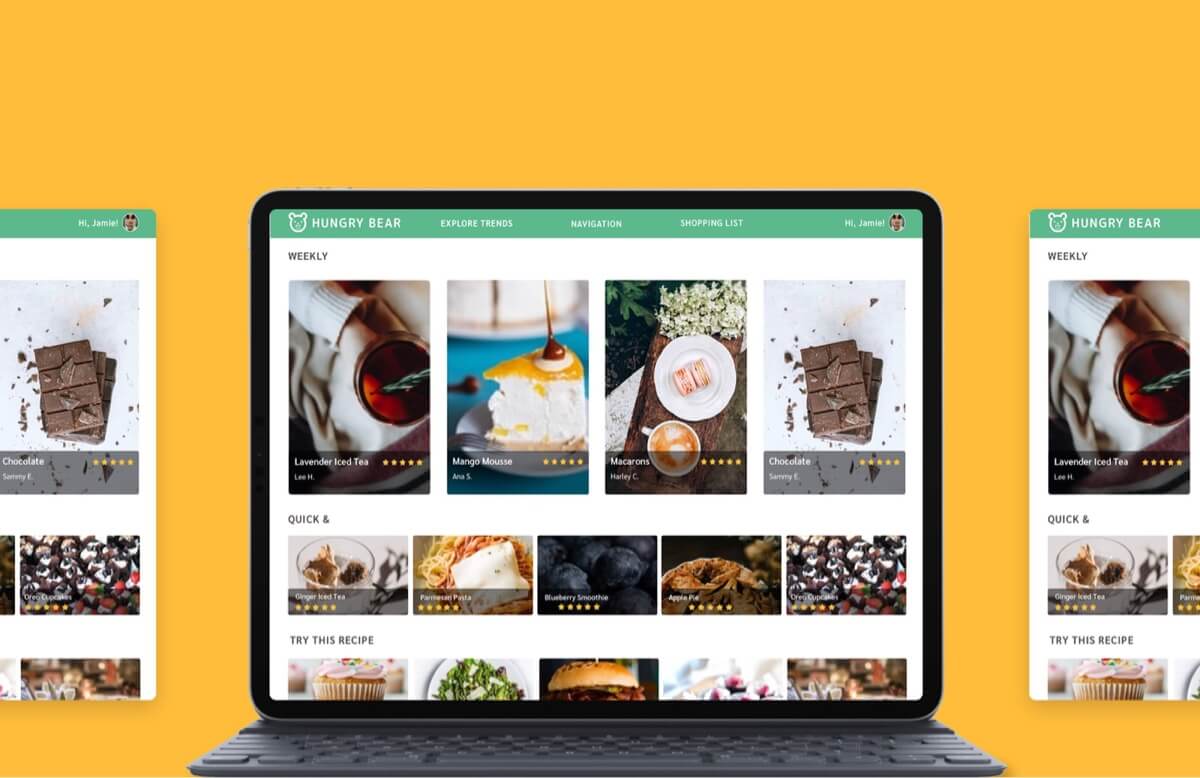 Hi, Jamie!
HUNGRY BEAR EXPLORE TRENDS NAVIGATION SHOPPING LIST Hi, Jamie!
HUNGRY BEAR
WEEKLY
WEEKLY
Chocolate
Sammy E.
Lavender Iced Tea
Lee H.
Mango Mousse
Ana S.
Macarons
Harley C.
Chocolate
Sammy E.
Lavender Iced Tea
Lee H.
QUICK &
QUICK &
Oreo Cupcakes
Ginger Iced Tea
Parmesan Pasta
Blueberry Smoothie
Apple Pie
Oreo Cupcakes
Ginger Iced Tea
TRY THIS RECIPE
TRY THIS RECIPE